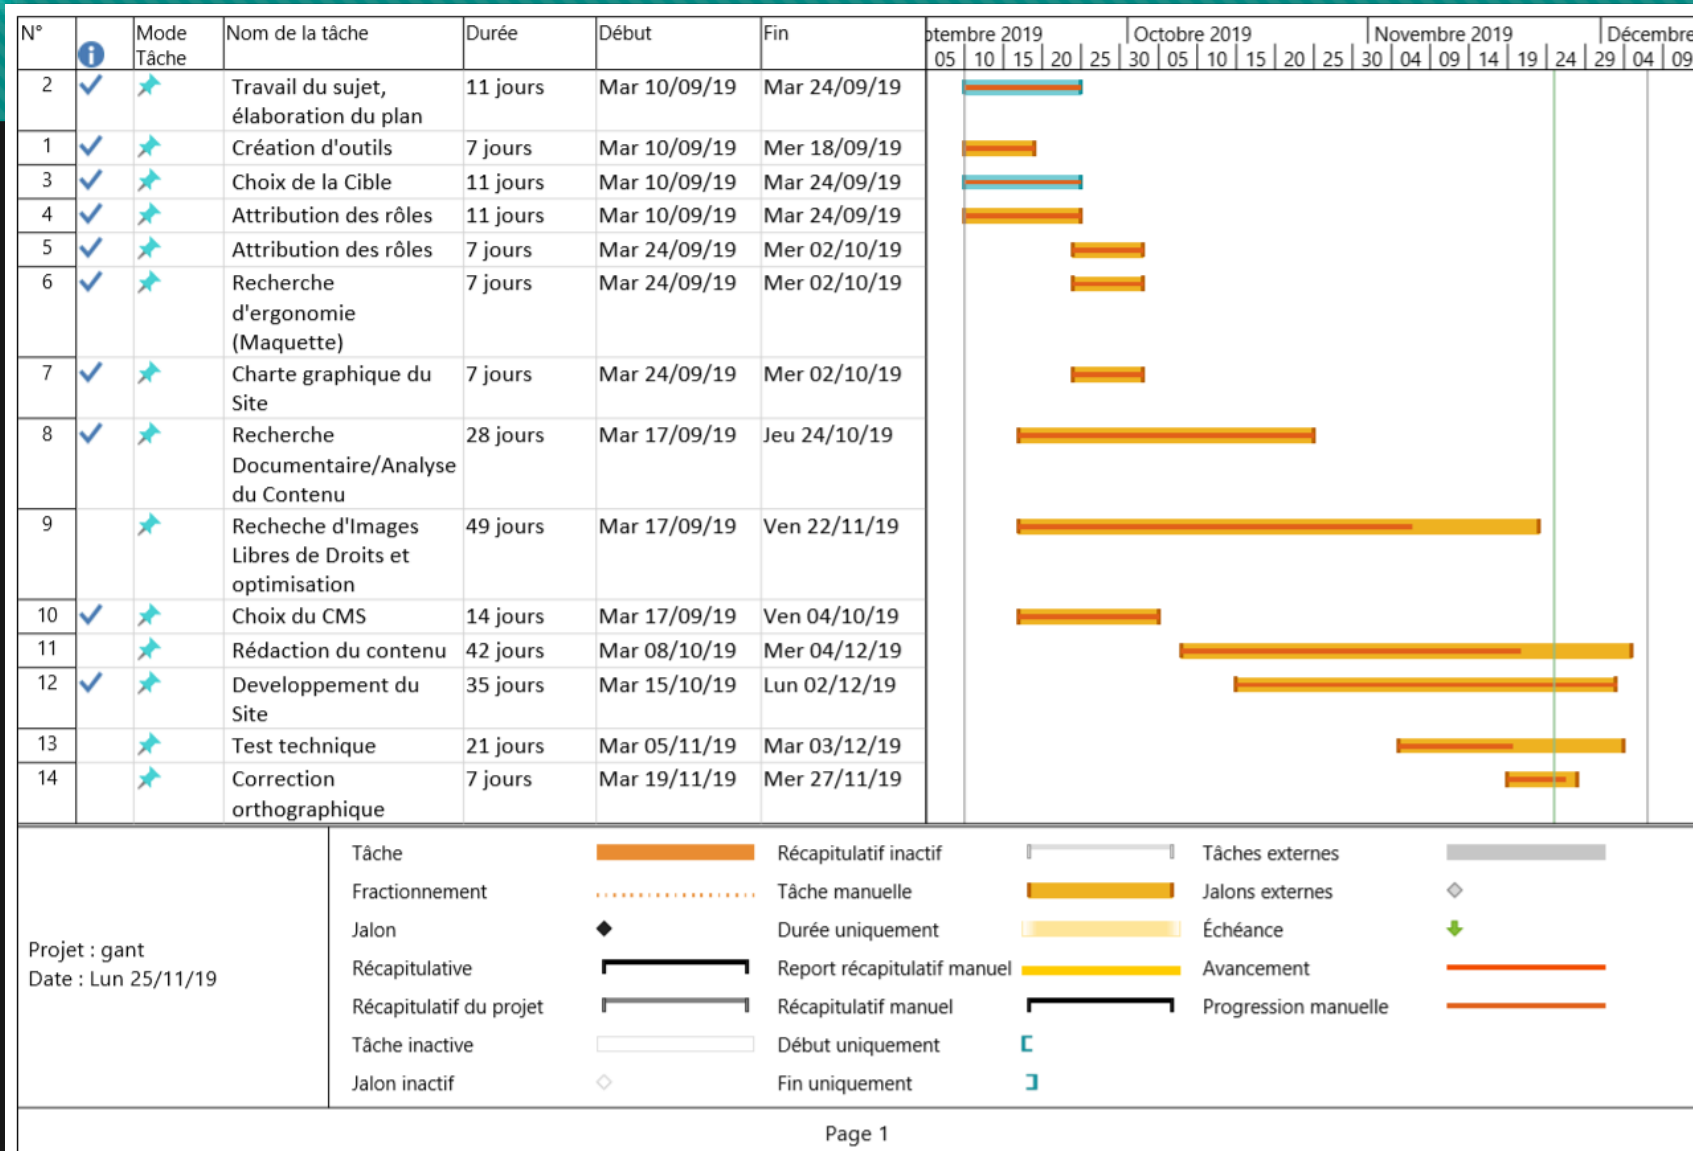 N° Mode Tâche Nom de la tâche Durée Début Fin
ptembre 2019 Octobre 2019 Novembre 2019 Décembre
05 10 15 20 25 30 05 10 15 20 25 30 04 09 14 19 24 29 04 09
2 Travail du sujet, 11 jours Mar 10/09/19 Mar 24/09/19
élaboration du plan
1 Création d'outils 7 jours Mar 10/09/19 Mer 18/09/19
3 Choix de la Cible 11 jours Mar 10/09/19 Mar 24/09/19
4 Attribution des rôles 11 jours Mar 10/09/19 Mar 24/09/19
5 Attribution des rôles 7 jours Mar 24/09/19 Mer 02/10/19
6 Recherche 7 jours Mar 24/09/19 Mer 02/10/19
d'ergonomie
(Maquette)
7 Charte graphique du 7 jours Mar 24/09/19 Mer 02/10/19
Site
8 Recherche 28 jours Mar 17/09/19 Jeu 24/10/19
Documentaire/Analyse
du Contenu
9 Recheche d'Images 49 jours Mar 17/09/19 Ven 22/11/19
Libres de Droits et
optimisation
10 Choix du CMS 14 jours Mar 17/09/19 Ven 04/10/19
11 Rédaction du contenu 42 jours Mar 08/10/19 Mer 04/12/19
12 Developpement du 35 jours Mar 15/10/19 Lun 02/12/19
Site
13 Test technique 21 jours Mar 05/11/19 Mar 03/12/19
14 Correction 7 jours Mar 19/11/19 Mer 27/11/19
orthographique
Projet : gant
Date : Lun 25/11/19
Tâche Récapitulatif inactif Tâches externes
Fractionnement Tâche manuelle Jalons externes
Jalon Durée uniquement Échéance
Récapitulative Report récapitulatif manuel Avancement
Récapitulatif du projet Récapitulatif manuel Progression manuelle
Tâche inactive Début uniquement
Jalon inactif Fin uniquement
Page 1